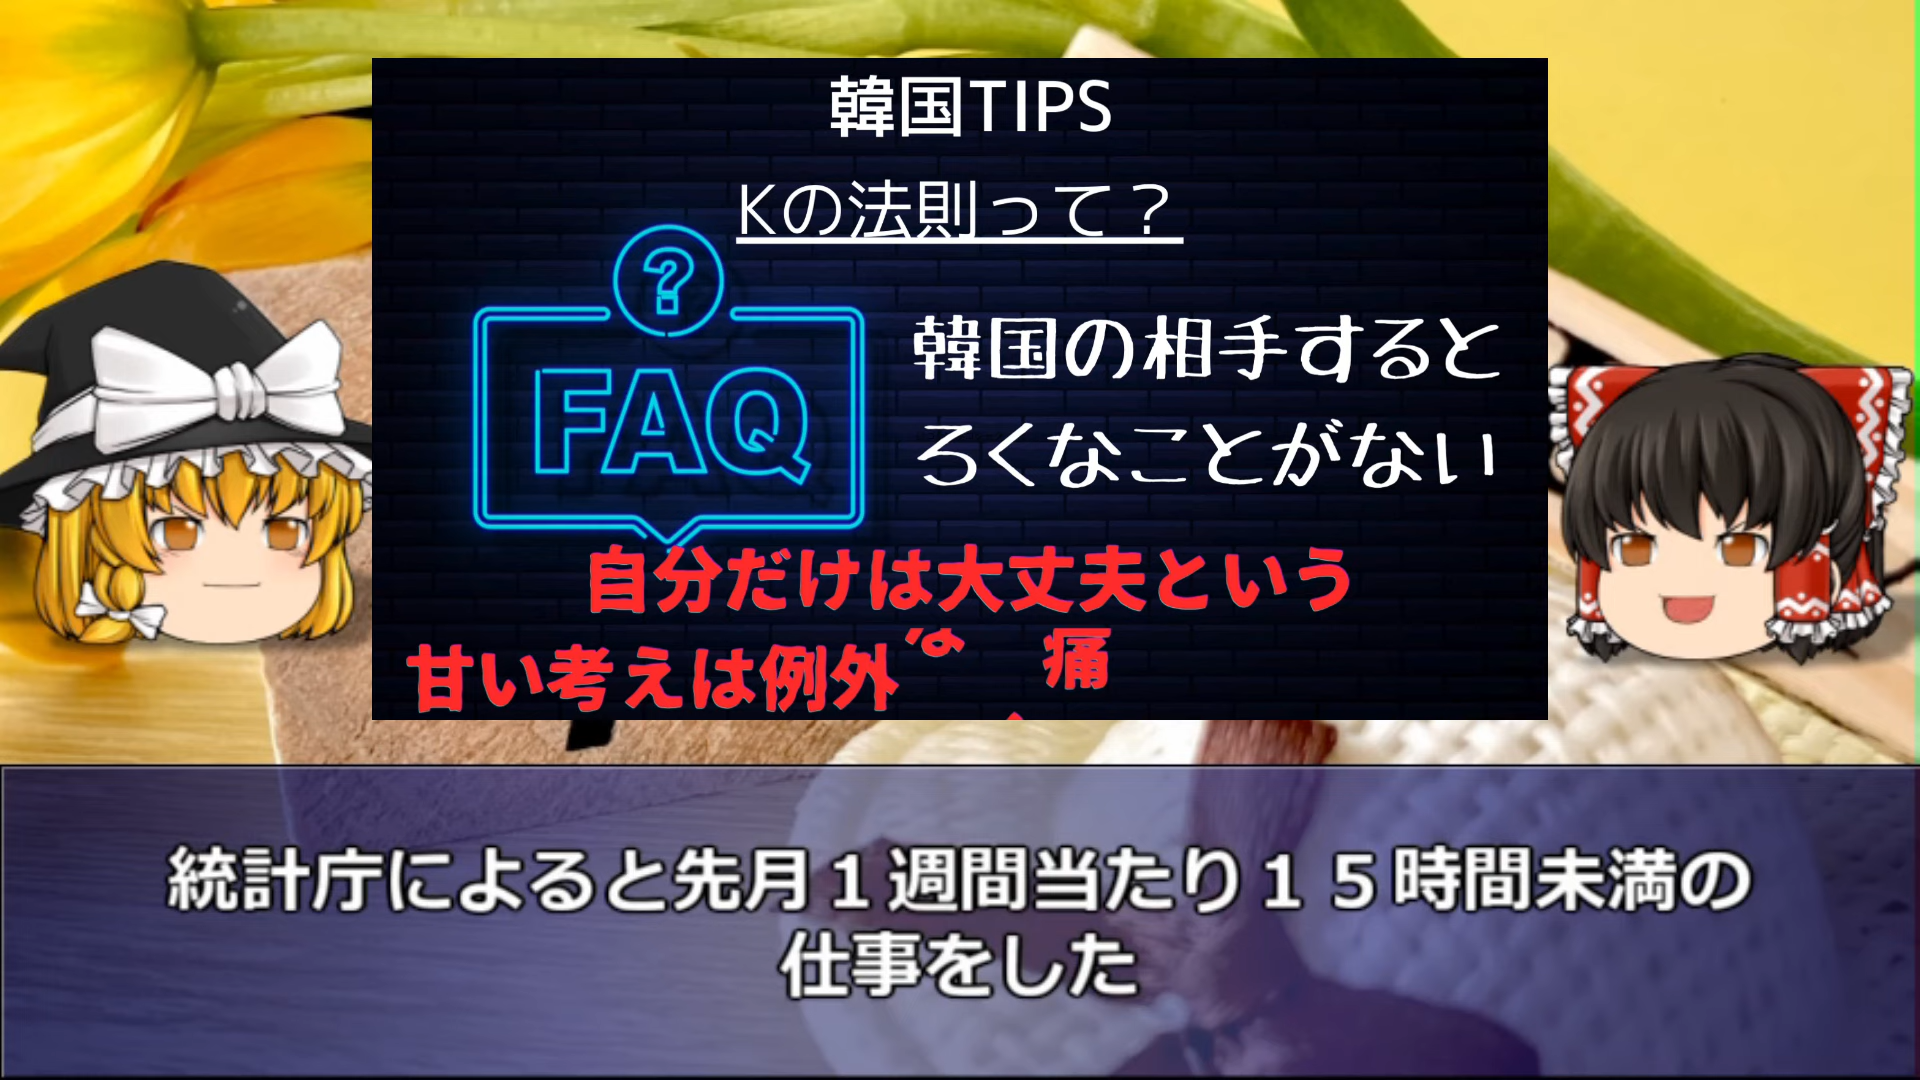 韓国TIPS
Kの法則って？
?
FAQ
韓国の相手すると
ろくなことがない
自分だけは大丈夫という
甘い考えは例外な 痛
統計庁によると先月１週間当たり１５時間未満の
仕事をした